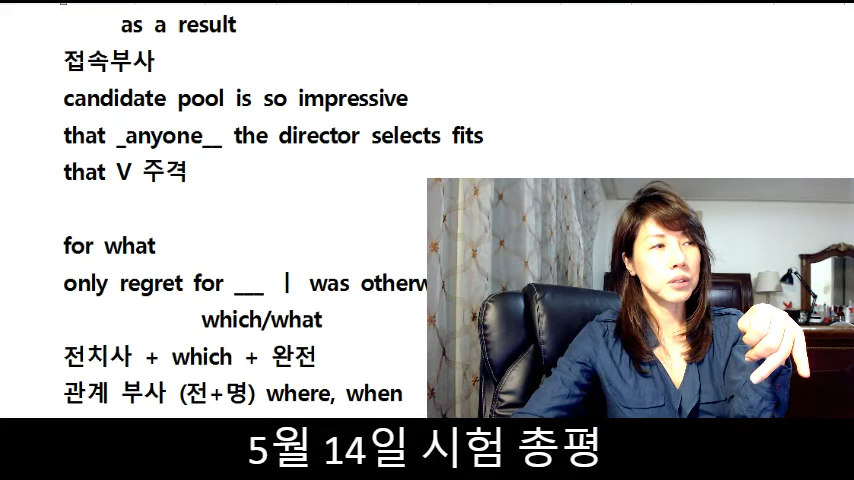 as a result
접속부사
candidate pool is so impressive
that _anyone__ the director selects fits
that V 주격
for what
only regret for ___ I was
which/what
전치사 + which + 완전
관계 부사 (전+명) where, when
5월 14일 시험 총평